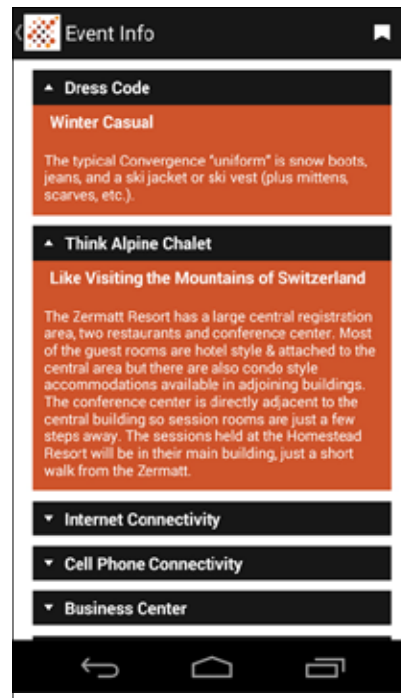 Event Info
Dress Code
Winter Casual
The typical Convergence "uniform" is snow boots,
jeans, and a ski jacket or ski vest (plus mittens,
scarves, etc.).
Think Alpine Chalet
Like Visiting the Mountains of Switzerland
The Zermatt Resort has a large central registration
area, two restaurants and conference center. Most
of the guest rooms are hotel style & attached to the
central area but there are also condo style
accommodations available in adjoining buildings.
The conference center is directly adjacent to the
central building so session rooms are just a few
steps away. The sessions held at the Homestead
Resort will be in their main building, just a short
walk from the Zermatt.
Internet Connectivity
Cell Phone Connectivity
Business Center